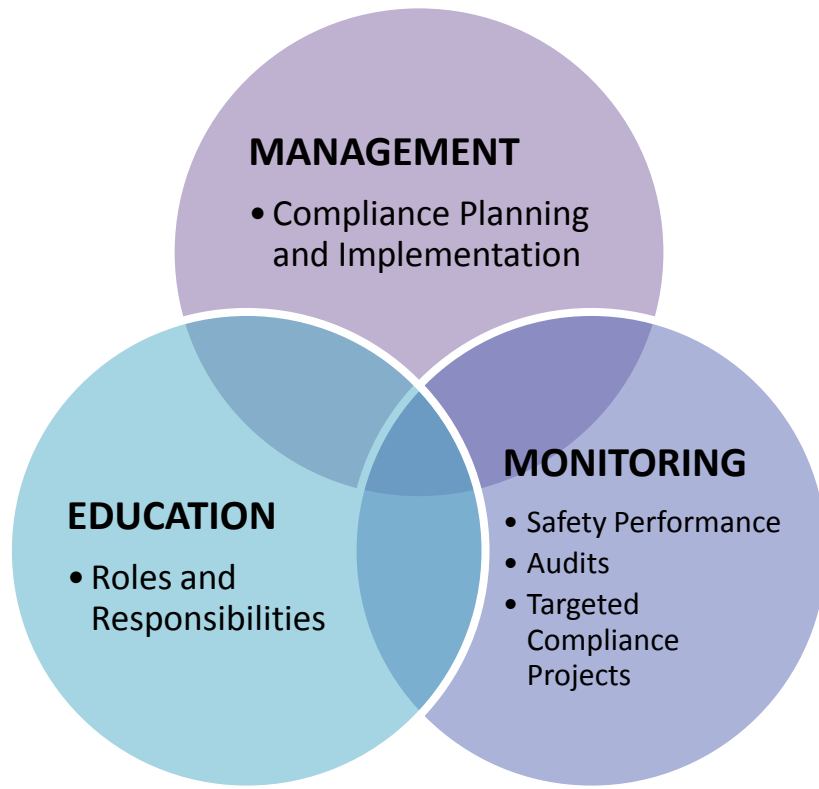 MANAGEMENT
• Compliance Planning
and Implementation
EDUCATION
• Roles and
Responsibilities
MONITORING
• Safety Performance
• Audits
• Targeted
Compliance
Projects